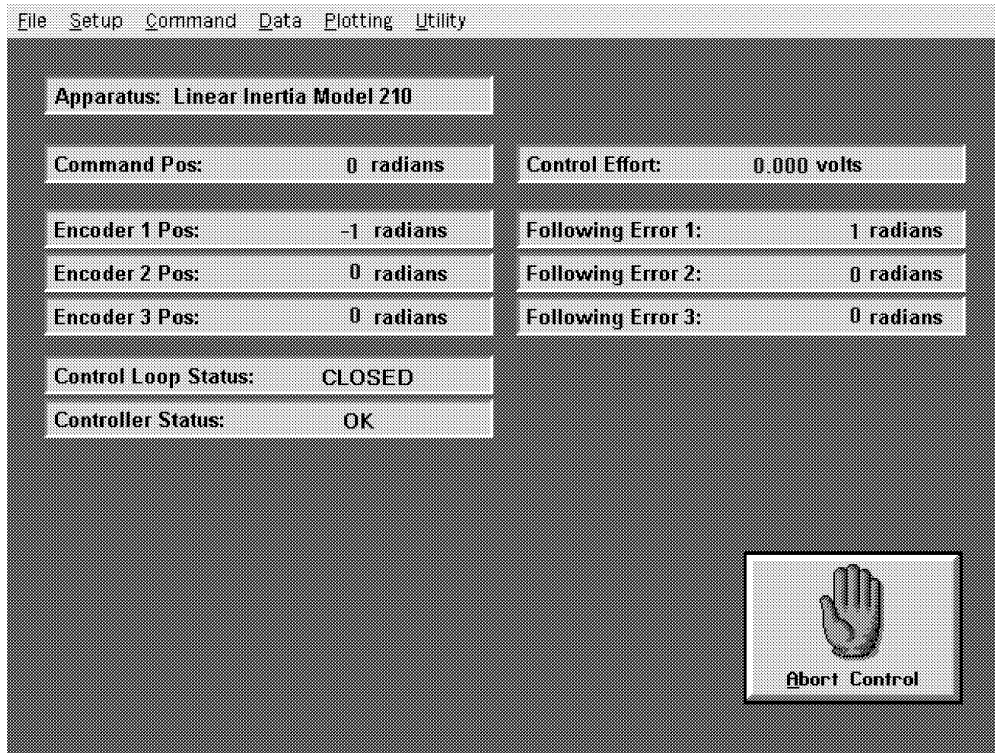 File Setup Command Data Plotting Utility
Apparatus: Linear Inertia Model 210
Command Pos: 0 radians
Control Effort: 0.000 volts
Encoder 1 Pos: -1 radians
Following Error 1: 1 radians
Encoder 2 Pos: 0 radians
Following Error 2: 0 radians
Encoder 3 Pos: 0 radians
Following Error 3: 0 radians
Control Loop Status: CLOSED
Controller Status: OK
Abort Control